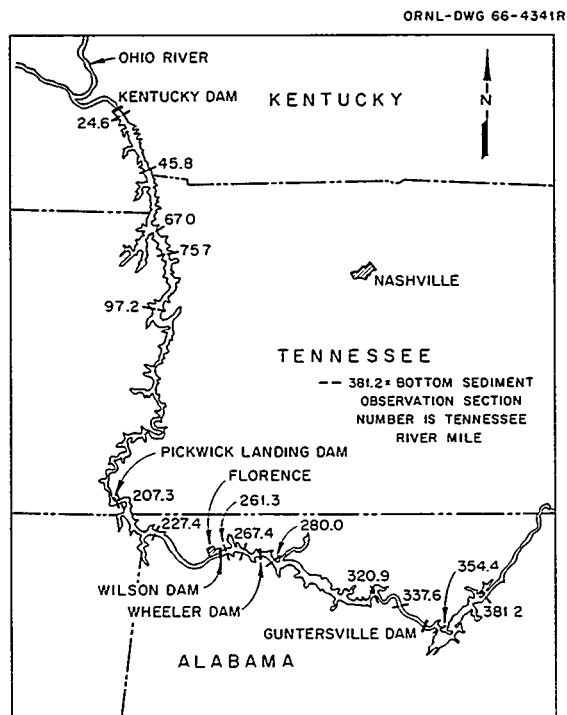 ORNL-DWG 66-4341R
OHIO RIVER
KENTUCKY DAM
KENTUCKY
N
24.6
45.8
670
757
NASHVILLE
97.2
TENNESSEE
381.2= BOTTOM SEDIMENT
OBSERVATION SECTION
NUMBER IS TENNESSEE
RIVER MILE
PICKWICK LANDING DAM
207.3
FLORENCE
261.3
227.4
267.4
280.0
354.4
320.9
337.6
381 2
WILSON DAM
WHEELER DAM
GUNTERSVILLE DAM
ALABAMA